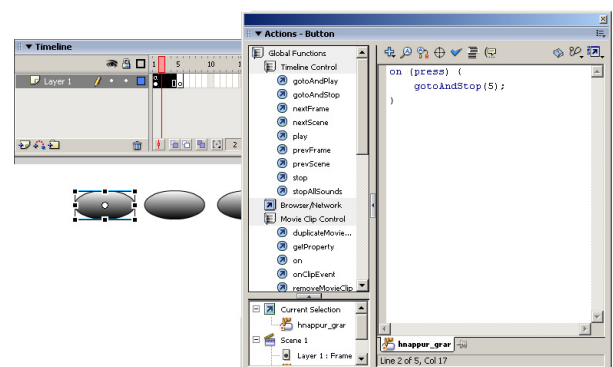 Timeline
1 5 10 1
Layer 1
2
Actions - Button
Global Functions
Timeline Control
gotoAndPlay
gotoAndStop
nextFrame
nextScene
play
prevFrame
prevScene
stop
stopAllSounds
Browser/Network
Movie Clip Control
duplicateMovie...
getProperty
on
onClipEvent
removeMovieClip
Current Selection
hnappur_grar
Scene 1
Layer 1 : Frame
on (press) {
gotoAndStop(5);
}
hnappur_grar
Line 2 of 5, Col 17